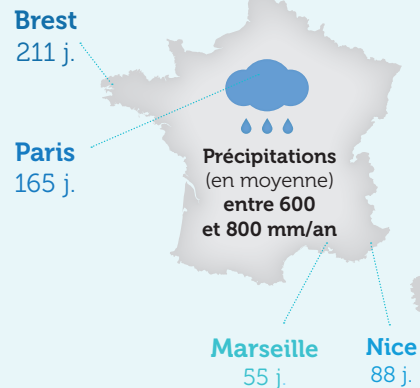 Brest
211 j.
Paris
165 j.
Précipitations
(en moyenne)
entre 600
et 800 mm/an
Marseille
55 j.
Nice
88 j.